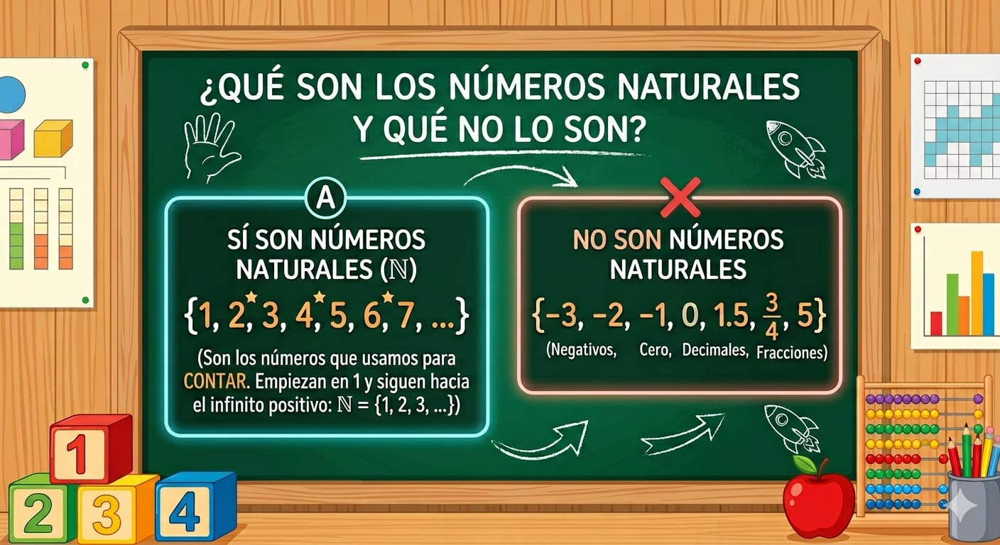 ¿QUÉ SON LOS NÚMEROS NATURALES
Y QUÉ NO LO SON?
A
SÍ SON NÚMEROS
NATURALES (ℕ)
{1, 2, 3, 4, 5, 6, 7, ...}
(Son los números que usamos para
CONTAR. Empiezan en 1 y siguen hacia
el infinito positivo: ℕ = {1, 2, 3, ...})
NO SON NÚMEROS
NATURALES
{−3, −2, −1, 0, 1.5, 3/4, 5}
(Negativos, Cero, Decimales, Fracciones)
1
2 3 4